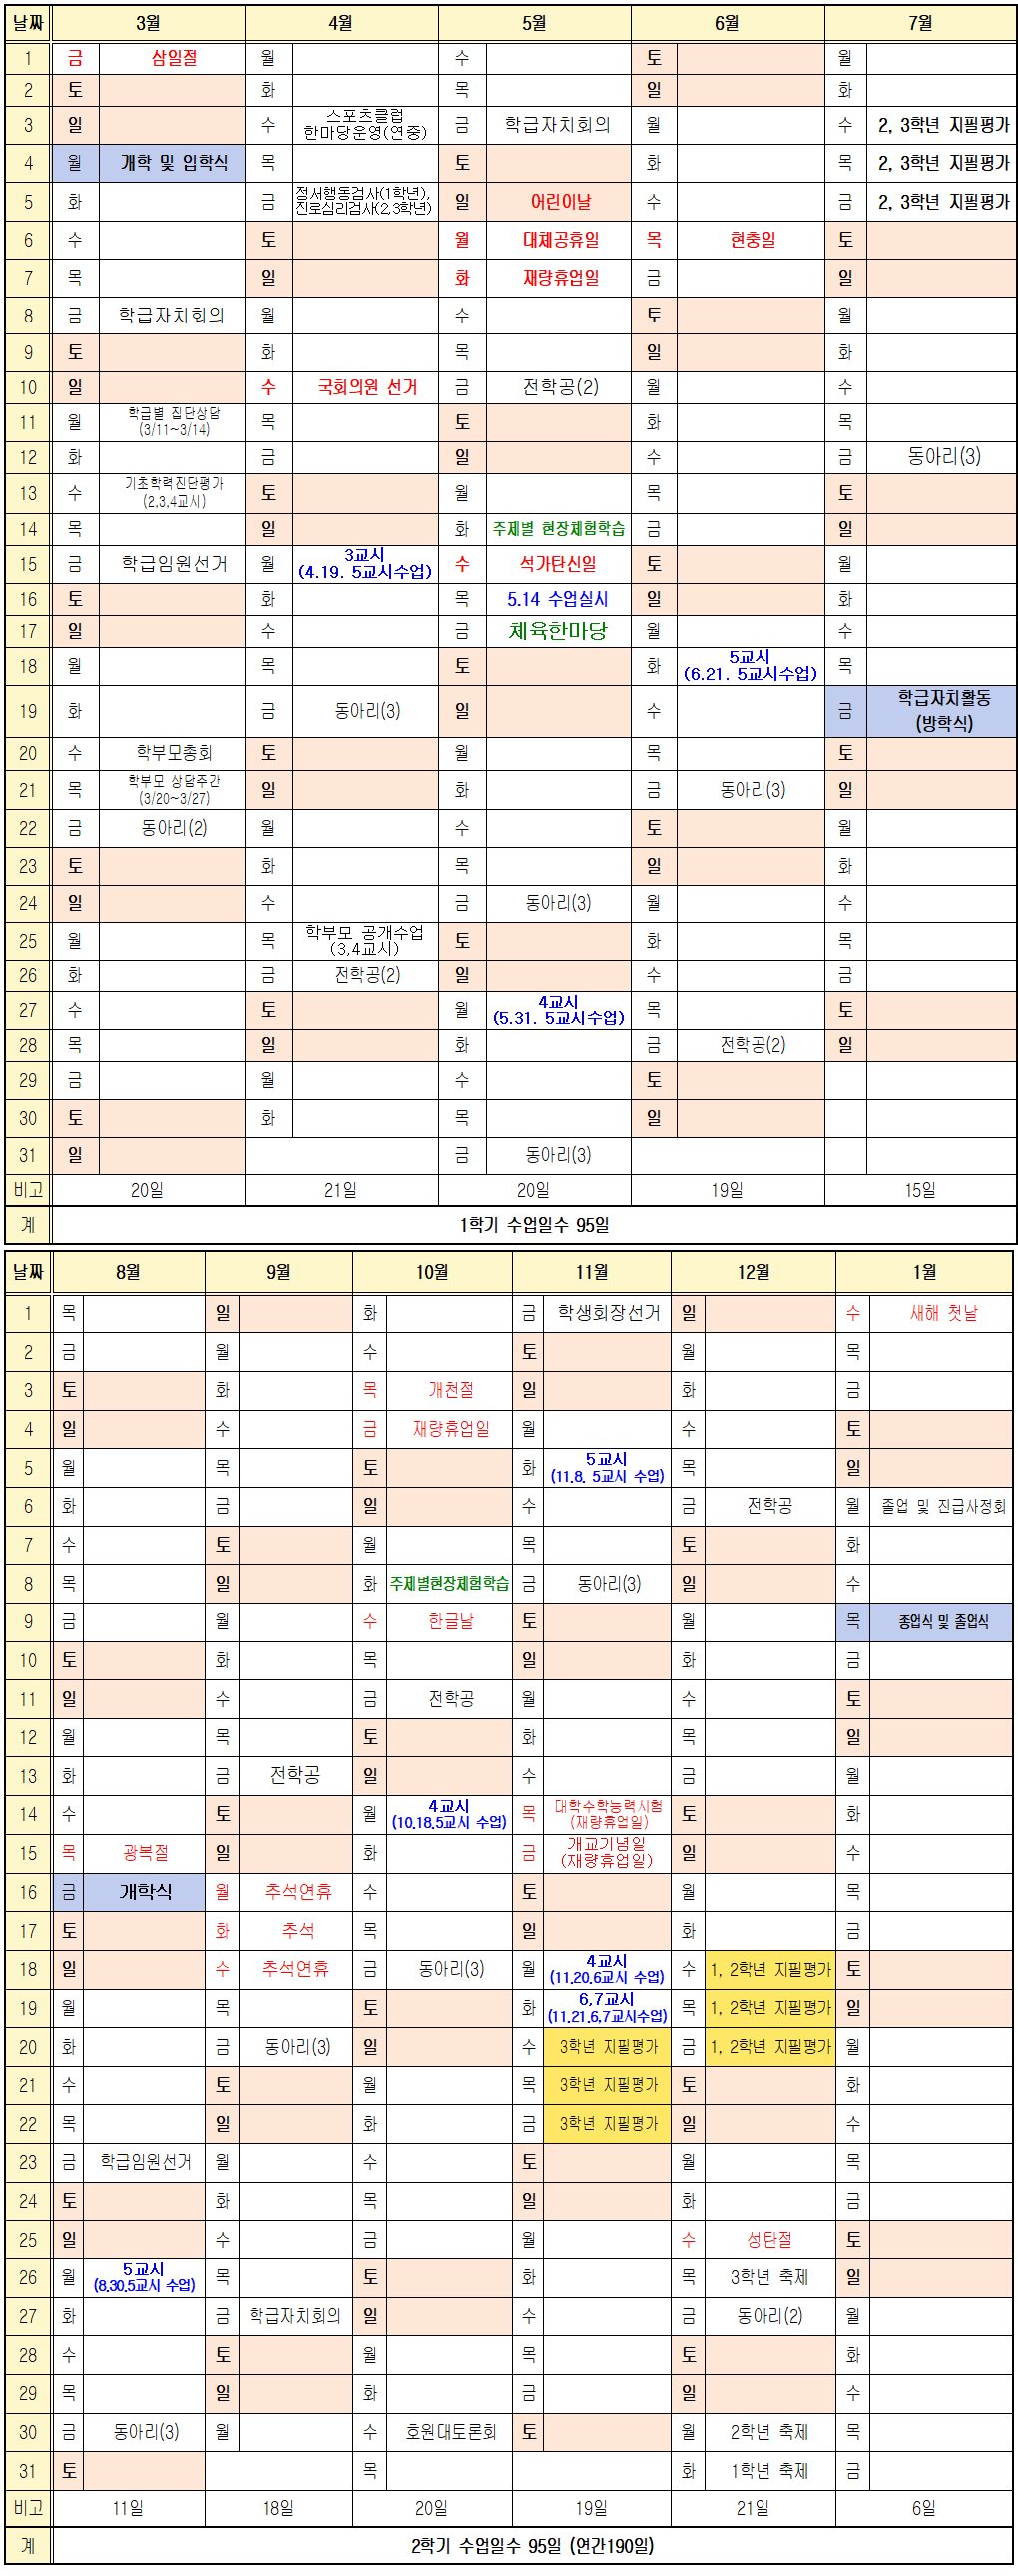 날짜 3월 4월 5월 6월 7월
1 금 삼일절 월 수 토 월
2 토 화 목 일 화
3 일 수 스포츠클럽 한마당운영(연중) 금 학급자치회의 월 수 2, 3학년 지필평가
4 월 개학 및 입학식 목 토 화 목 2, 3학년 지필평가
5 화 금 정서행동검사(1학년), 진로심리검사(2,3학년) 일 어린이날 수 금 2, 3학년 지필평가
6 수 토 월 대체공휴일 목 현충일 토
7 목 일 화 재량휴업일 금 일
8 금 학급자치회의 월 수 토 월
9 토 화 목 일 화
10 일 수 국회의원 선거 금 전학공(2) 월 수
11 월 학급별 집단상담 (3/11~3/14) 목 토 화 목
12 화 금 일 수 금 동아리(3)
13 수 기초학력진단평가 (2,3,4교시) 토 월 목 토
14 목 일 화 주제별 현장체험학습 금 일
15 금 학급임원선거 월 3교시 (4.19. 5교시수업) 수 석가탄신일 토 월
16 토 화 목 5.14 수업실시 일 화
17 일 수 금 체육한마당 월 수
18 월 목 토 화 5교시 (6.21. 5교시수업) 목
19 화 금 동아리(3) 일 수 금 학급자치활동 (방학식)
20 수 학부모총회 토 월 목 토
21 목 학부모 상담주간 (3/20~3/27) 일 화 금 동아리(3) 일
22 금 동아리(2) 월 수 토 월
23 토 화 목 일 화
24 일 수 금 동아리(3) 월 수
25 월 목 학부모 공개수업 (3,4교시) 토 화 목
26 화 금 전학공(2) 일 수 금
27 수 토 월 4교시 (5.31. 5교시수업) 목 토
28 목 일 화 금 전학공(2) 일
29 금 월 수 토
30 토 화 목 일
31 일 금 동아리(3)
비고 20일 21일 20일 19일 15일
계 1학기 수업일수 95일
날짜 8월 9월 10월 11월 12월 1월
1 목 일 화 금 학생회장선거 일 수 새해 첫날
2 금 월 수 토 월 목
3 토 화 목 개천절 일 화 금
4 일 수 금 재량휴업일 월 수 토
5 월 목 토 화 5교시 (11.8. 5교시 수업) 목 일
6 화 금 일 수 금 전학공 월 졸업 및 진급사정회
7 수 토 월 목 토 화
8 목 일 화 주제별현장체험학습 금 동아리(3) 일 수
9 금 월 수 한글날 토 월 목 종업식 및 졸업식
10 토 화 목 일 화 금
11 일 수 금 전학공 월 수 토
12 월 목 토 화 목 일
13 화 금 전학공 일 수 금 월
14 수 토 월 4교시 (10.18.5교시 수업) 목 대학수학능력시험 (재량휴업일) 토 화
15 목 광복절 일 화 금 개교기념일 (재량휴업일) 일 수
16 금 개학식 월 추석연휴 수 토 월 목
17 토 화 추석 목 일 화 금
18 일 수 추석연휴 금 동아리(3) 월 4교시 (11.20.6교시 수업) 수 1, 2학년 지필평가 토
19 월 목 토 화 6,7교시 (11.21.6,7교시수업) 목 1, 2학년 지필평가 일
20 화 금 동아리(3) 일 수 3학년 지필평가 금 1, 2학년 지필평가 월
21 수 토 월 목 3학년 지필평가 토 화
22 목 일 화 금 3학년 지필평가 일 수
23 금 학급임원선거 월 수 토 월 목
24 토 화 목 일 화 금
25 일 수 금 월 수 성탄절 토
26 월 5교시 (8.30.5교시 수업) 목 토 화 목 3학년 축제 일
27 화 금 학급자치회의 일 수 금 동아리(2) 월
28 수 토 월 목 토 화
29 목 일 화 금 일 수
30 금 동아리(3) 월 수 호원대토론회 토 월 2학년 축제 목
31 토 목 화 1학년 축제 금
비고 11일 18일 20일 19일 21일 6일
계 2학기 수업일수 95일 (연간190일)